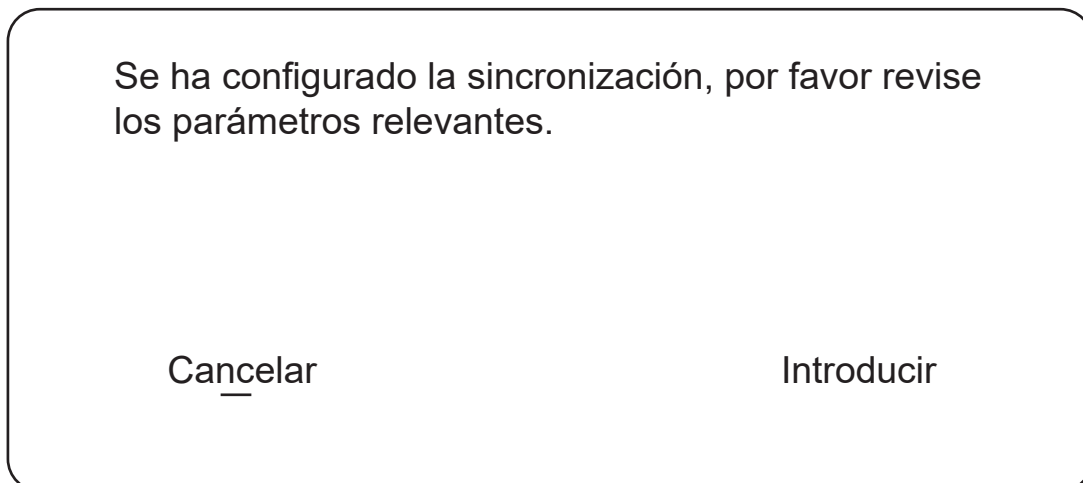 Se ha configurado la sincronización, por favor revise
los parámetros relevantes.
Cancelar Introducir